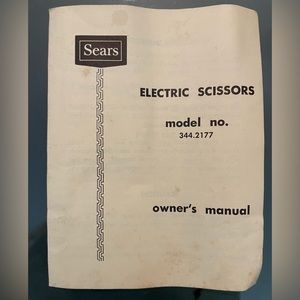 Sears
ELECTRIC SCISSORS
model no.
344.2177
owner's manual